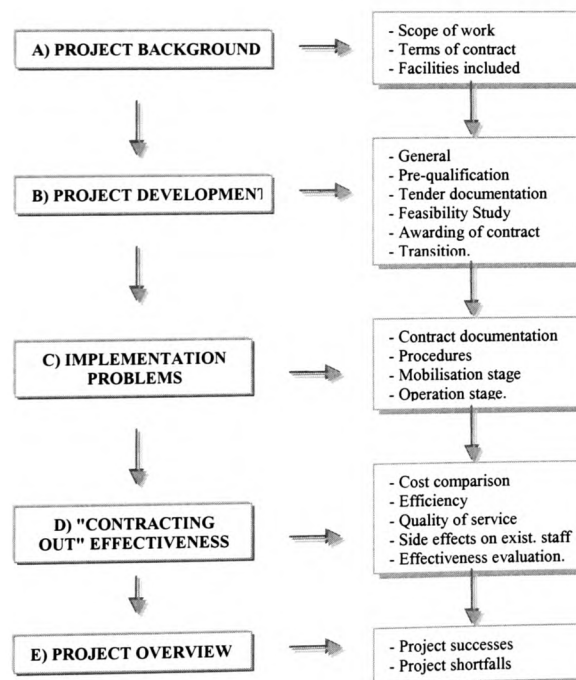 A) PROJECT BACKGROUND
- Scope of work
- Terms of contract
- Facilities included
B) PROJECT DEVELOPMENT
- General
- Pre-qualification
- Tender documentation
- Feasibility Study
- Awarding of contract
- Transition.
C) IMPLEMENTATION
PROBLEMS
- Contract documentation
- Procedures
- Mobilisation stage
- Operation stage.
D) "CONTRACTING
OUT" EFFECTIVENESS
- Cost comparison
- Efficiency
- Quality of service
- Side effects on exist. staff
- Effectiveness evaluation.
E) PROJECT OVERVIEW
- Project successes
- Project shortfalls